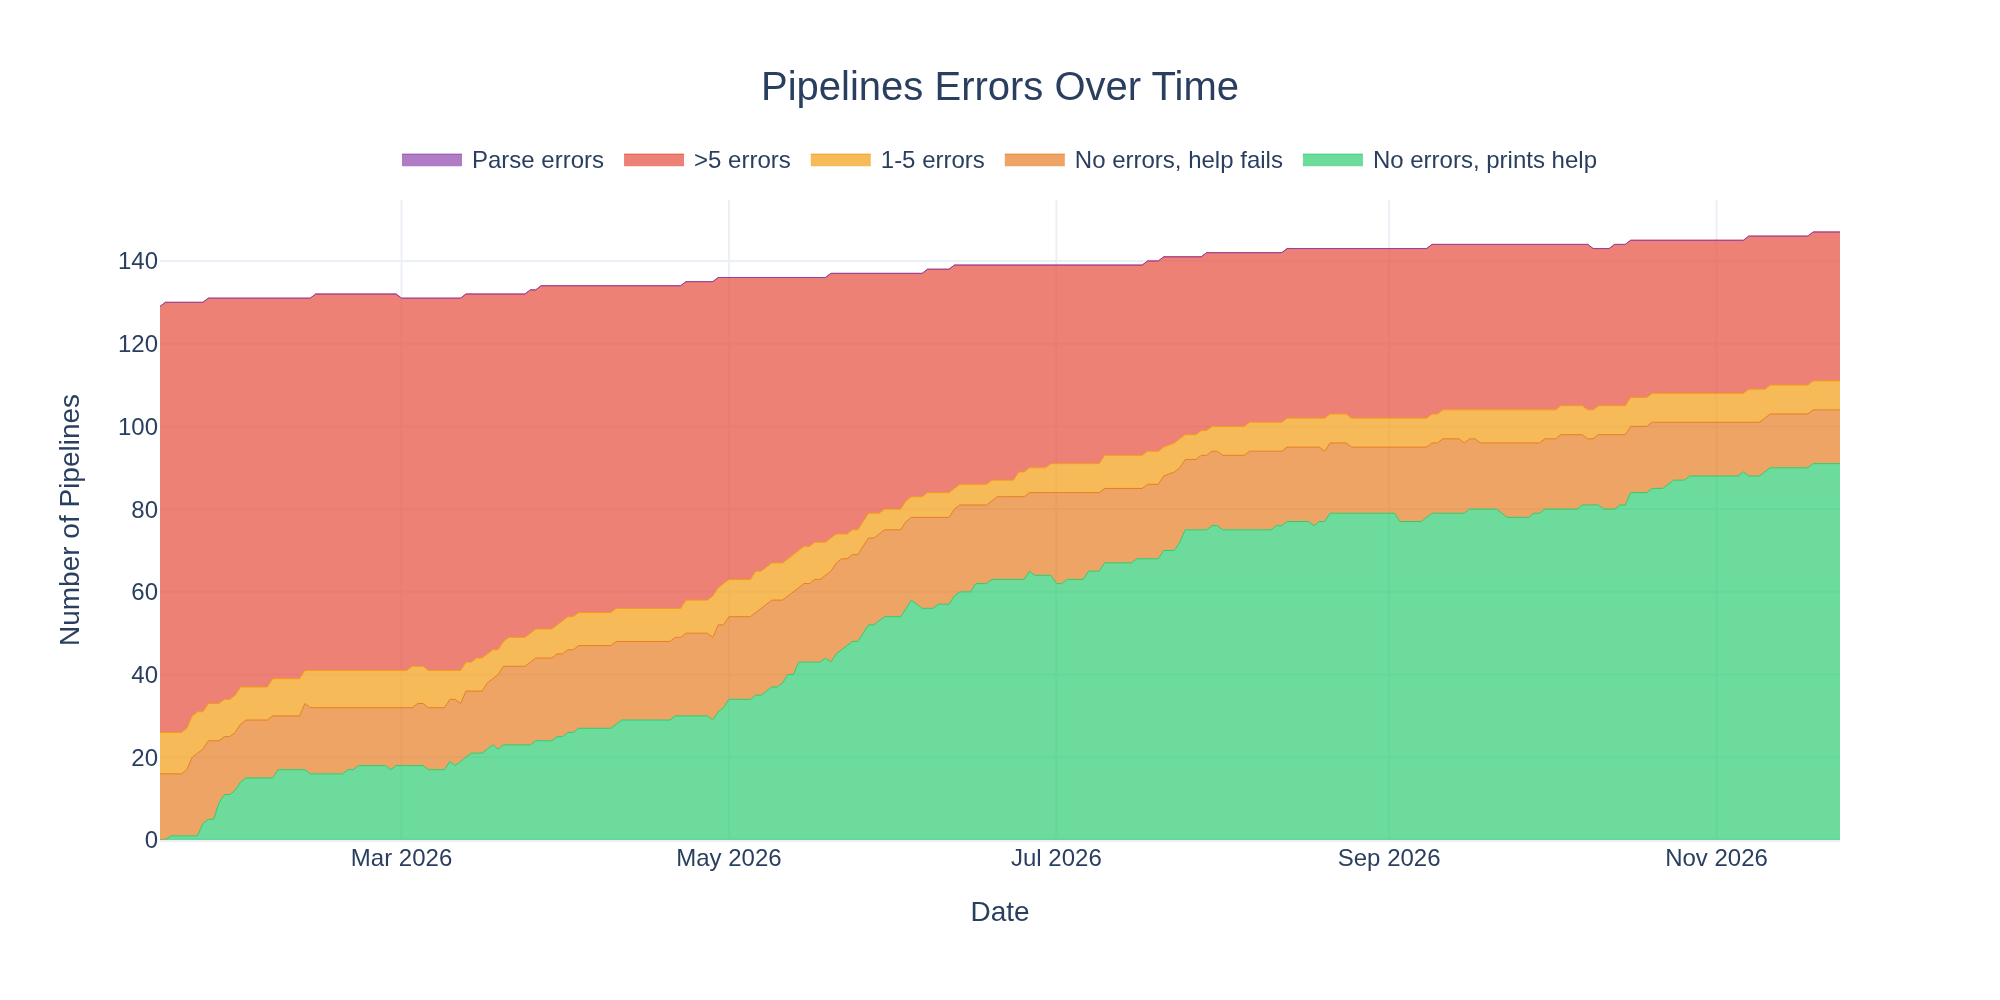 Pipelines Errors Over Time
Parse errors >5 errors 1-5 errors No errors, help fails No errors, prints help
Number of Pipelines
140
120
100
80
60
40
20
0
Mar 2026 May 2026 Jul 2026 Sep 2026 Nov 2026
Date